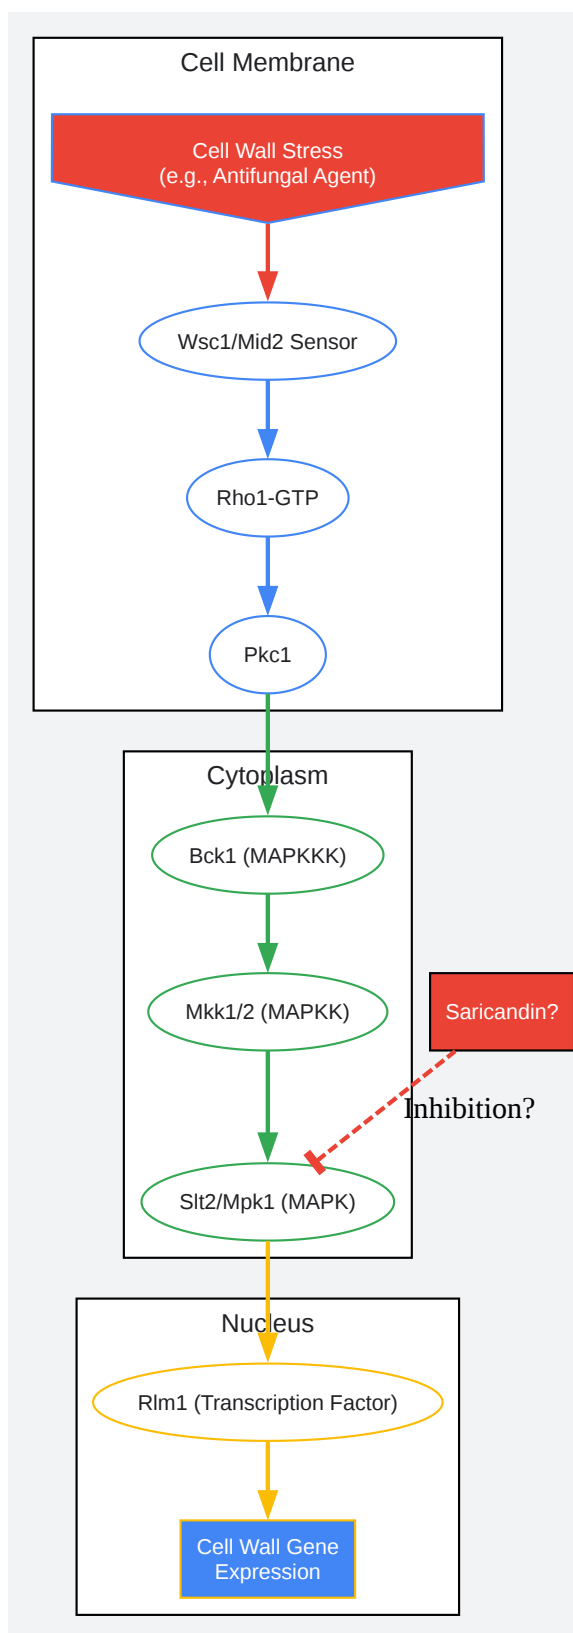 Cell Membrane
Cell Wall Stress
(e.g., Antifungal Agent)
Wsc1/Mid2 Sensor
Rho1-GTP
Pkc1
Cytoplasm
Bck1 (MAPKKK)
Mkk1/2 (MAPKK)
Saricandin?
Inhibition?
Slt2/Mpk1 (MAPK)
Nucleus
Rlm1 (Transcription Factor)
Cell Wall Gene
Expression